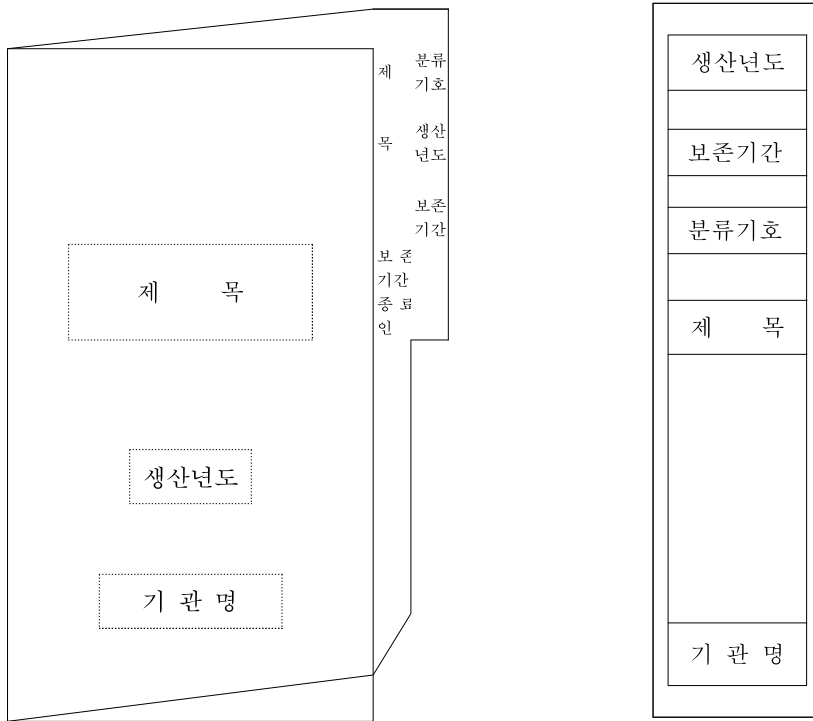 제 목
생산년도
기 관 명
제 목
분류
기호
생산
년도
보존
기간
보 존
기간
종 료
인
생산년도
보존기간
분류기호
제 목
기 관 명